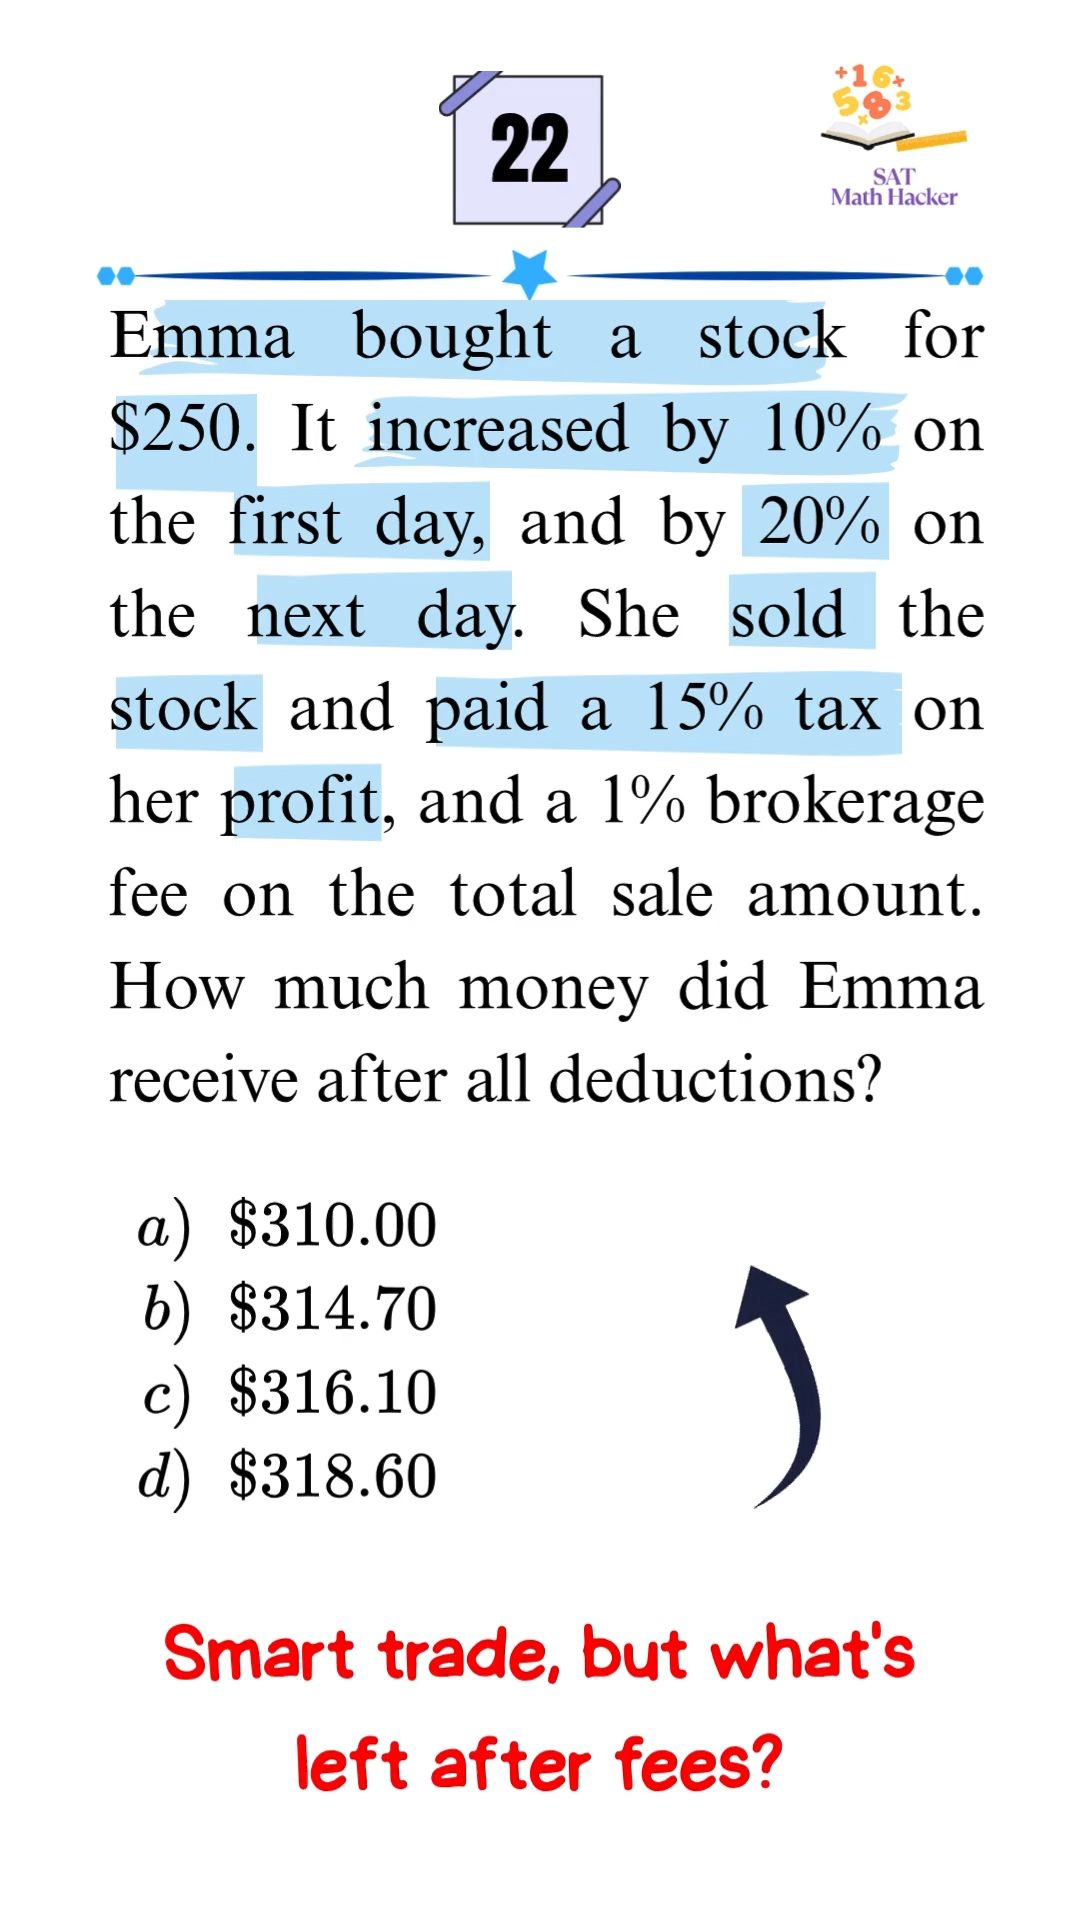 22
+16+
583
×
SAT
Math Hacker
Emma bought a stock for
$250. It increased by 10% on
the first day, and by 20% on
the next day. She sold the
stock and paid a 15% tax on
her profit, and a 1% brokerage
fee on the total sale amount.
How much money did Emma
receive after all deductions?
a) $310.00
b) $314.70
c) $316.10
d) $318.60
Smart trade, but what's
left after fees?